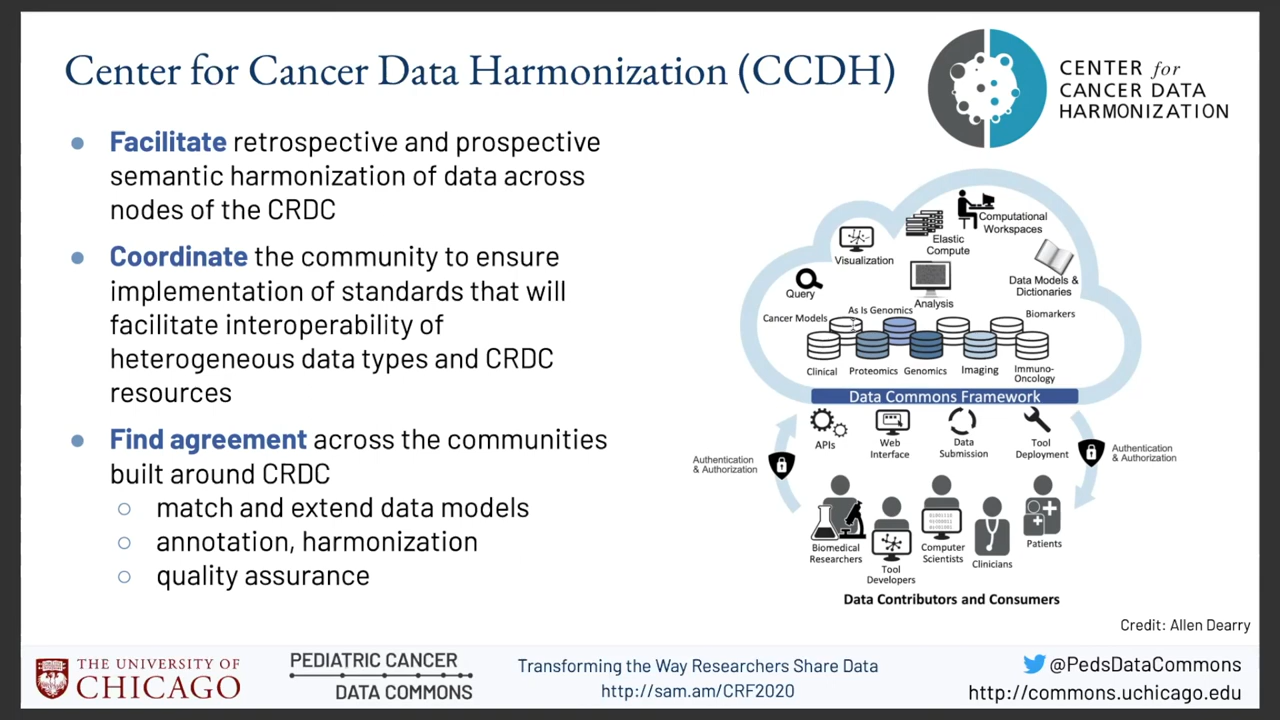 Center for Cancer Data Harmonization (CCDH)
CENTER for
CANCER DATA
HARMONIZATION
● Facilitate retrospective and prospective
semantic harmonization of data across
nodes of the CRDC
● Coordinate the community to ensure
implementation of standards that will
facilitate interoperability of
heterogeneous data types and CRDC
resources
● Find agreement across the communities
built around CRDC
○ match and extend data models
○ annotation, harmonization
○ quality assurance
Computational
Workspaces
Elastic
Compute
Visualization
Data Models &
Dictionaries
Query
Analysis
Cancer Models
As Is Genomics
Biomarkers
Clinical
Proteomics
Genomics
Imaging
Immuno-
Oncology
Data Commons Framework
APIs
Web
Interface
Data
Submission
Tool
Deployment
Authentication
& Authorization
Authentication
& Authorization
Biomedical
Researchers
Tool
Developers
Computer
Scientists
Clinicians
Patients
Data Contributors and Consumers
Credit: Allen Dearry
THE UNIVERSITY OF
CHICAGO
PEDIATRIC CANCER
DATA COMMONS
Transforming the Way Researchers Share Data
http://sam.am/CRF2020
@PedsDataCommons
http://commons.uchicago.edu